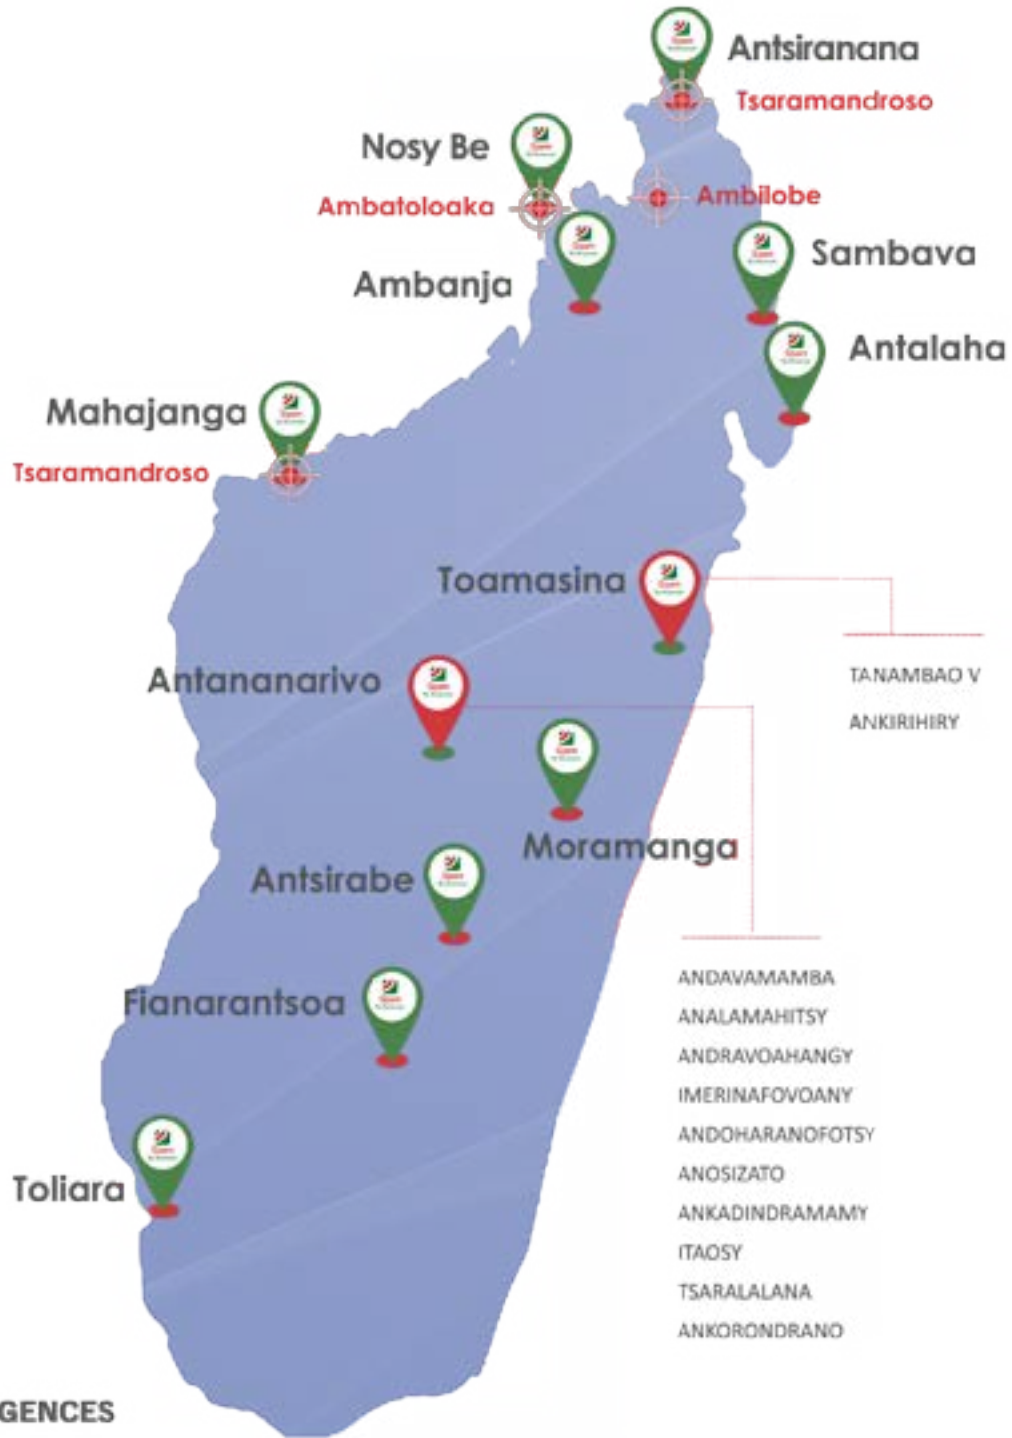 Antsiranana
Tsaramandroso
Nosy Be
Ambatoloaka
Ambilobe
Sambava
Ambanja
Antalaha
Mahajanga
Tsaramandroso
Toamasina
TANAMBAO V
ANKIRIHIRY
Antananarivo
Moramanga
Antsirabe
ANDAVAMAMBA
ANALAMAHITSY
ANDRAVOAHANGY
IMERINAFOVOANY
ANDOHARANOFOTSY
ANOSIZATO
ANKADINDRAMAMY
ITAOSY
TSARALALANA
ANKORONDRANO
Fianarantsoa
Toliara
GENCES